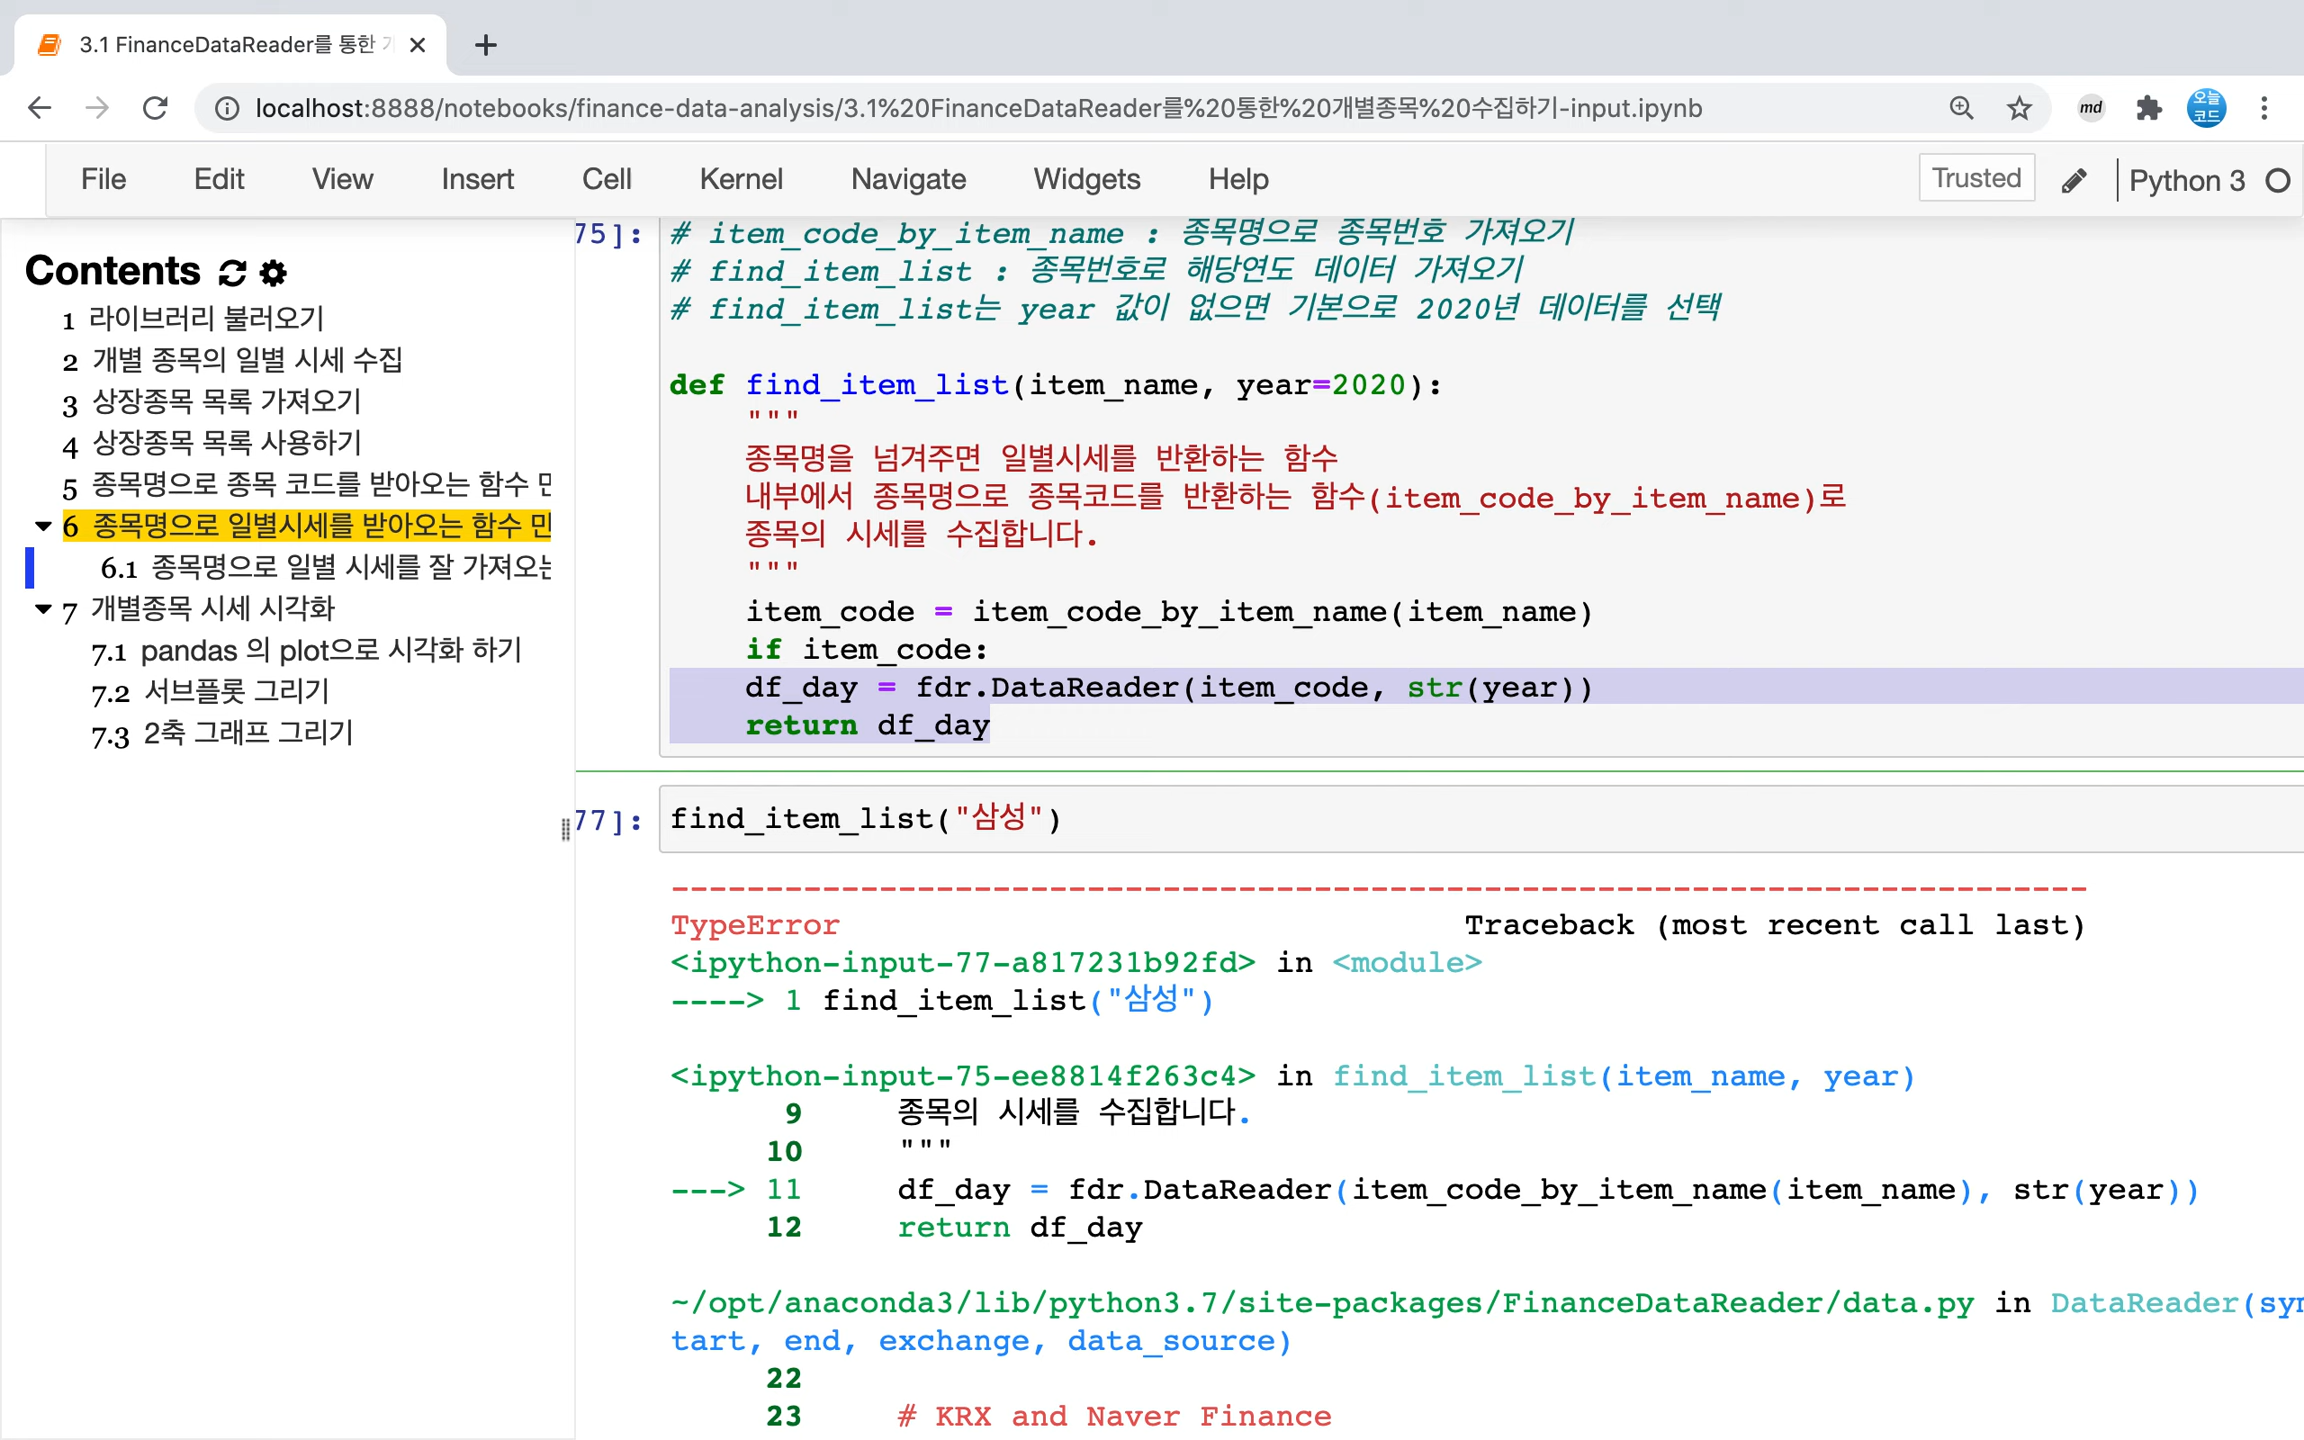 3.1 FinanceDataReader를 통한
localhost:8888/notebooks/finance-data-analysis/3.1%20FinanceDataReader를%20통한%20개별종목%20수집하기-input.ipynb
md
오늘
코드
File Edit View Insert Cell Kernel Navigate Widgets Help Trusted Python 3
Contents
1 라이브러리 불러오기
2 개별 종목의 일별 시세 수집
3 상장종목 목록 가져오기
4 상장종목 목록 사용하기
5 종목명으로 종목 코드를 받아오는 함수
6 종목명으로 일별시세를 받아오는 함수
6.1 종목명으로 일별 시세를 잘 가져오는
7 개별종목 시세 시각화
7.1 pandas 의 plot으로 시각화 하기
7.2 서브플롯 그리기
7.3 2축 그래프 그리기
75]: # item_code_by_item_name : 종목명으로 종목번호 가져오기
# find_item_list : 종목번호로 해당연도 데이터 가져오기
# find_item_list는 year 값이 없으면 기본으로 2020년 데이터를 선택
def find_item_list(item_name, year=2020):
"""
종목명을 넘겨주면 일별시세를 반환하는 함수
내부에서 종목명으로 종목코드를 반환하는 함수(item_code_by_item_name)로
종목의 시세를 수집합니다.
"""
item_code = item_code_by_item_name(item_name)
if item_code:
df_day = fdr.DataReader(item_code, str(year))
return df_day
77]: find_item_list("삼성")
---------------------------------------------------------------------------
TypeError Traceback (most recent call last)
<ipython-input-77-a817231b92fd> in <module>
----> 1 find_item_list("삼성")
<ipython-input-75-ee8814f263c4> in find_item_list(item_name, year)
9 종목의 시세를 수집합니다.
10 """
---> 11 df_day = fdr.DataReader(item_code_by_item_name(item_name), str(year))
12 return df_day
~/opt/anaconda3/lib/python3.7/site-packages/FinanceDataReader/data.py in DataReader(sym
tart, end, exchange, data_source)
22
23 # KRX and Naver Finance